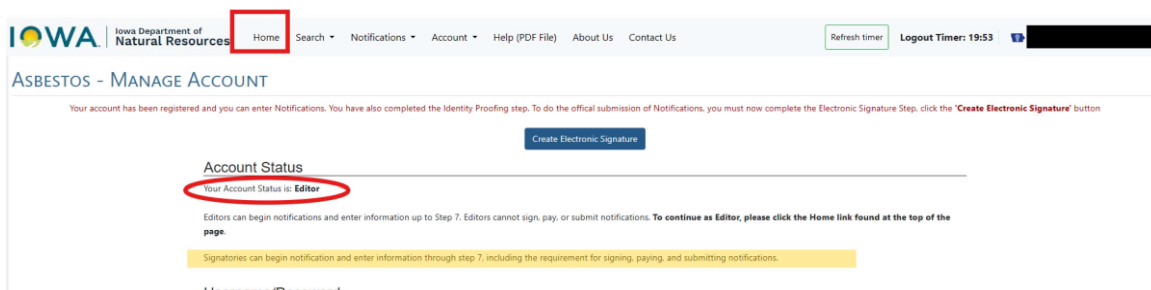 IOWA Iowa Department of
Natural Resources Home Search Notifications Account Help (PDF File) About Us Contact Us Refresh timer Logout Timer: 19:53
ASBESTOS - MANAGE ACCOUNT
Your account has been registered and you can enter Notifications. You have also completed the Identity Proofing step. To do the offical submission of Notifications, you must now complete the Electronic Signature Step, click the 'Create Electronic Signature' button
Create Electronic Signature
Account Status
Your Account Status is: Editor
Editors can begin notifications and enter information up to Step 7. Editors cannot sign, pay, or submit notifications. To continue as Editor, please click the Home link found at the top of the
page.
Signatories can begin notification and enter information through step 7, including the requirement for signing, paying, and submitting notifications.